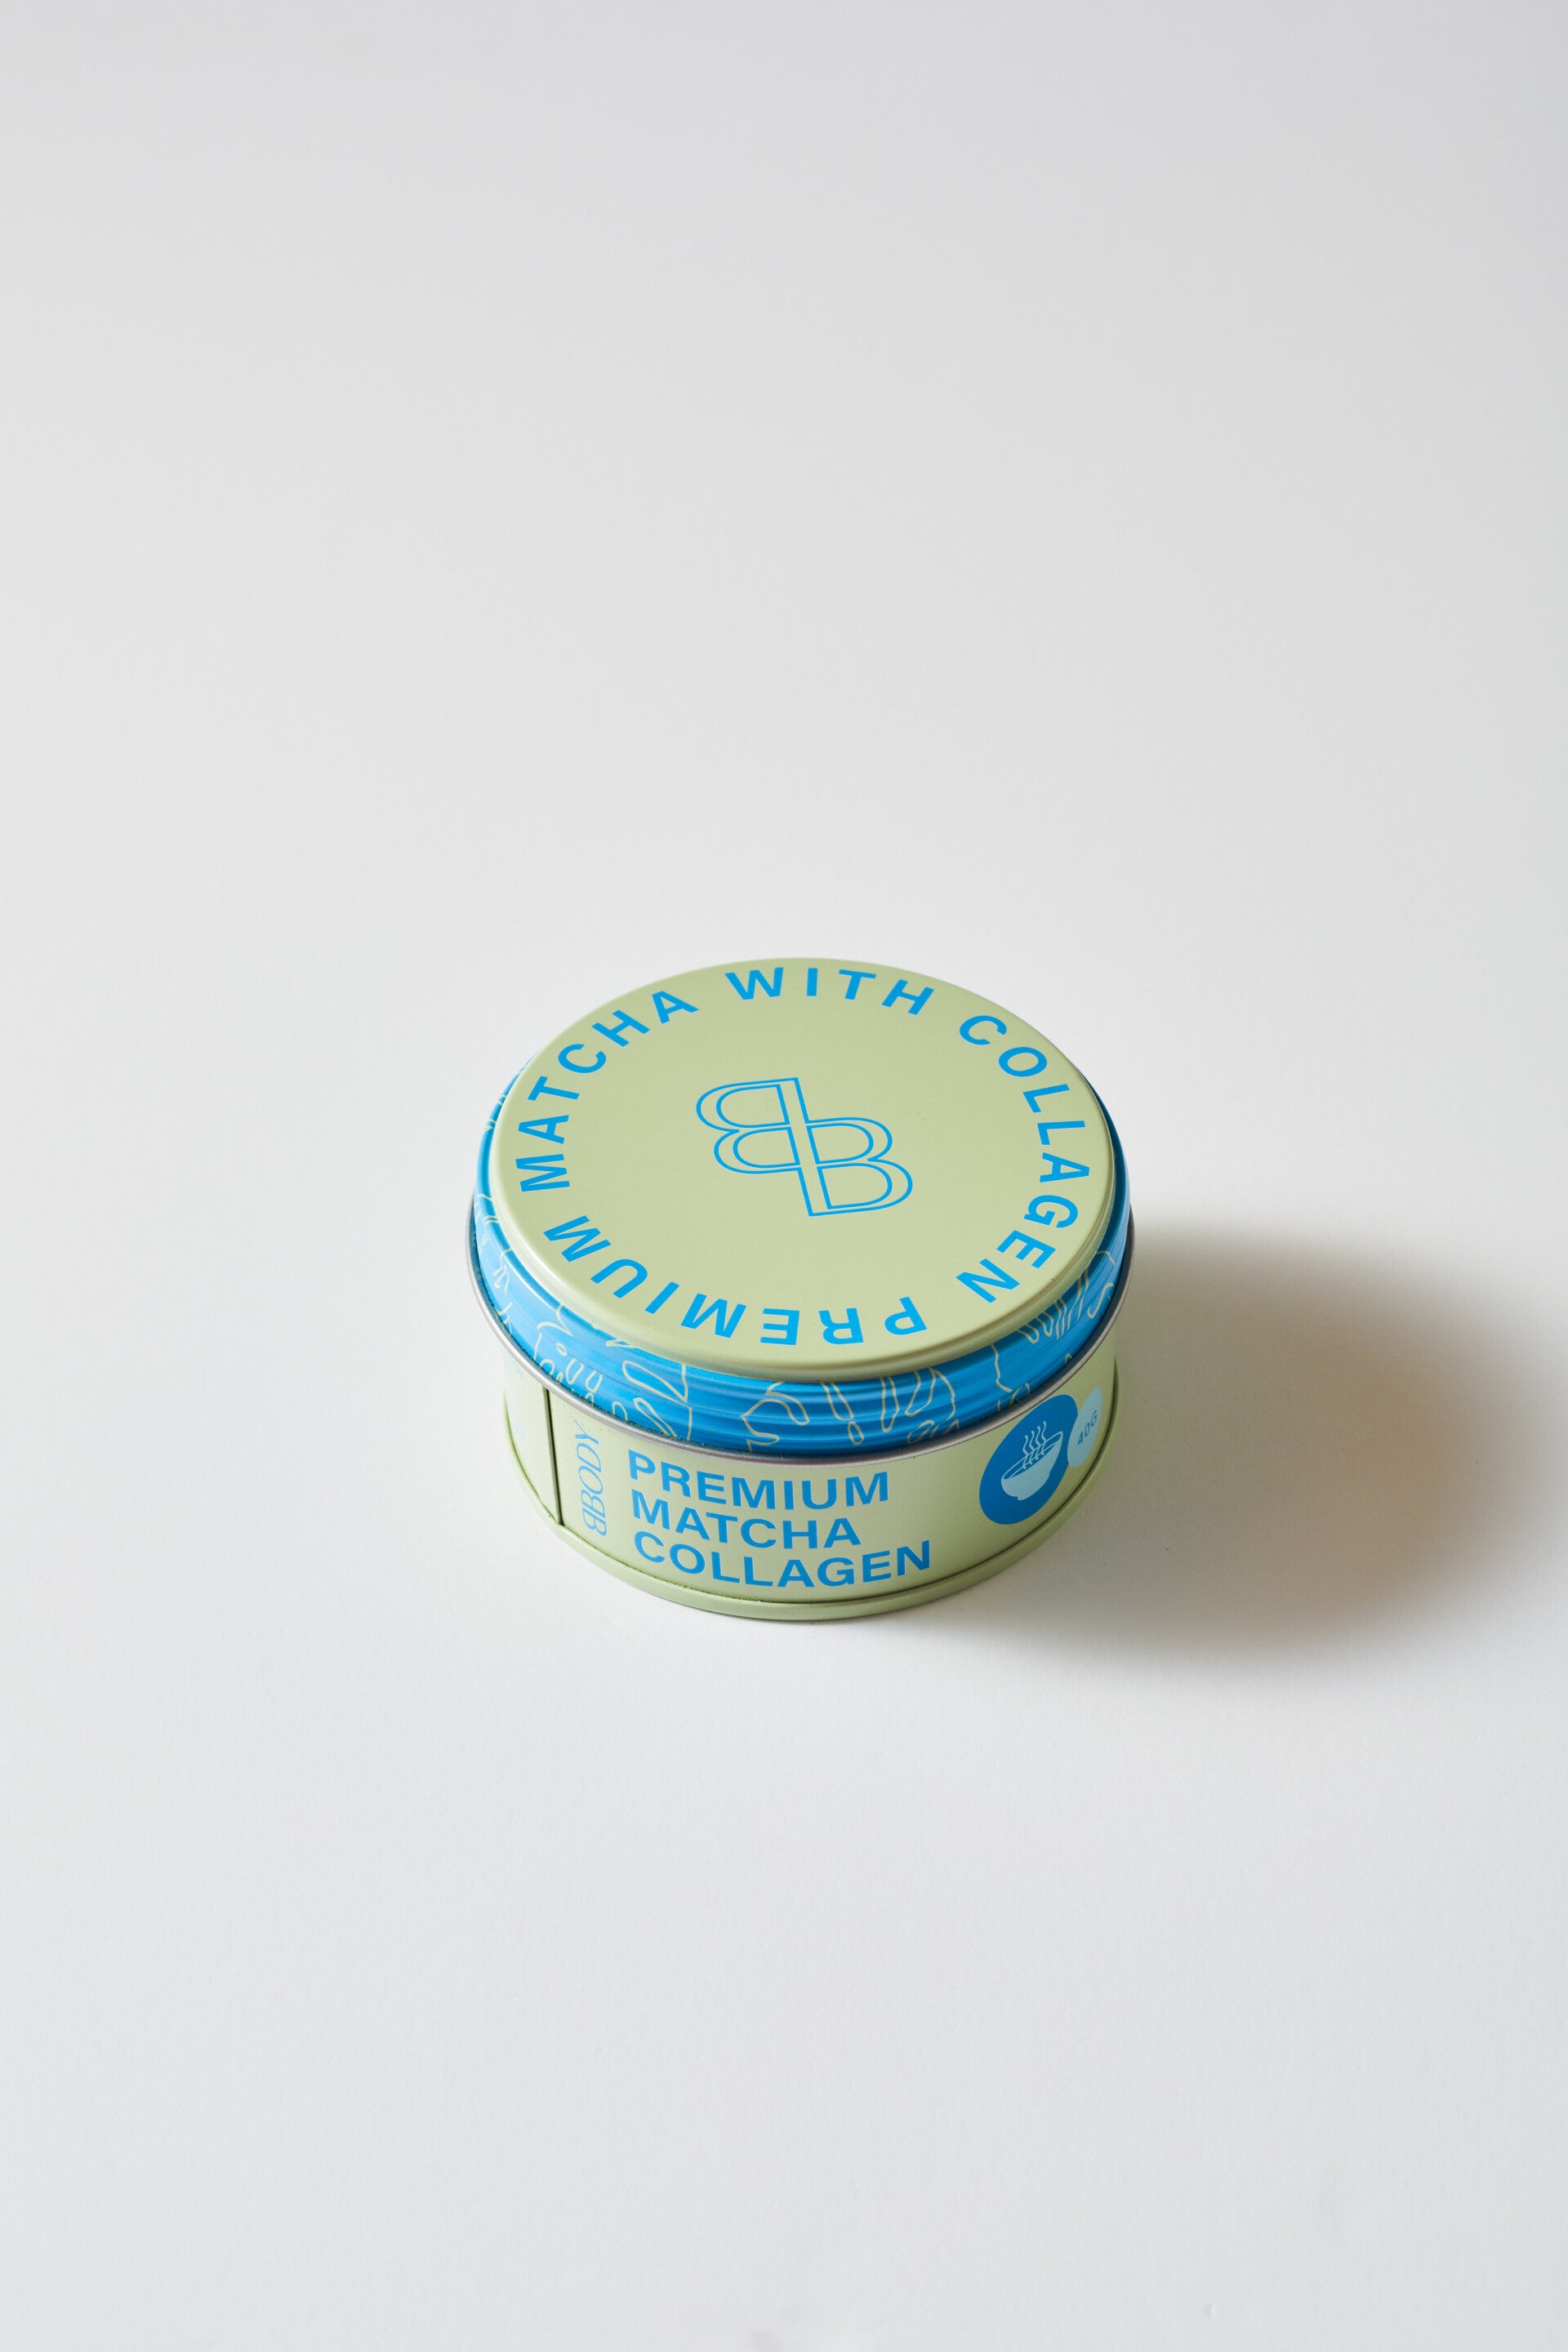 PREMIUM MATCHA WITH COLLAGEN
BBODY
PREMIUM
MATCHA
COLLAGEN
40G